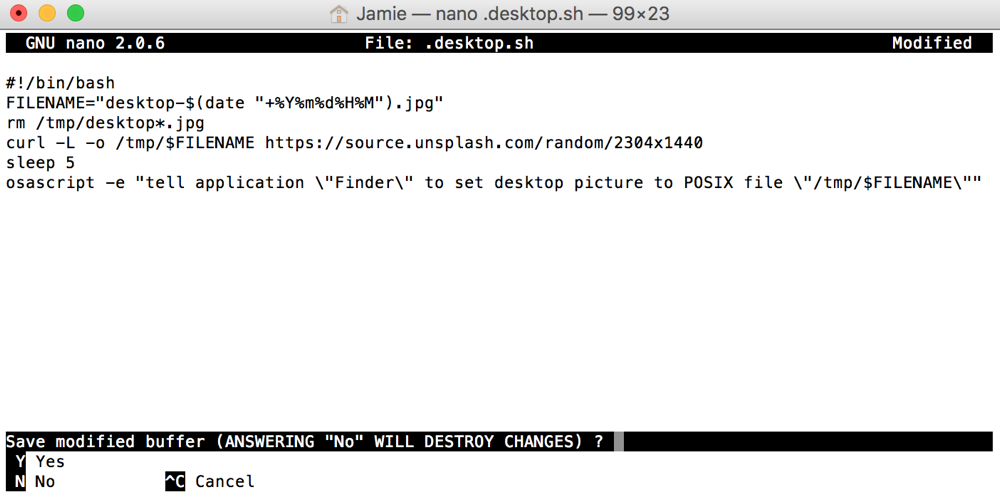 Jamie — nano .desktop.sh — 99×23
GNU nano 2.0.6 File: .desktop.sh Modified
#!/bin/bash
FILENAME="desktop-$(date "+%Y%m%d%H%M").jpg"
rm /tmp/desktop*.jpg
curl -L -o /tmp/$FILENAME https://source.unsplash.com/random/2304x1440
sleep 5
osascript -e "tell application \"Finder\" to set desktop picture to POSIX file \"/tmp/$FILENAME\""
Save modified buffer (ANSWERING "No" WILL DESTROY CHANGES) ?
Y Yes
N No ^C Cancel